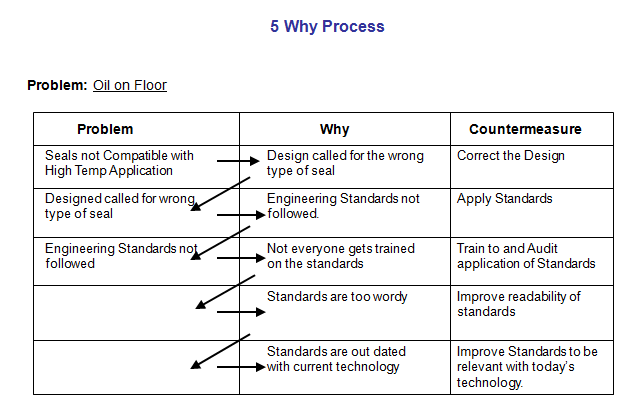 5 Why Process
Problem: Oil on Floor
Problem Why Countermeasure
Seals not Compatible with
High Temp Application
Design called for the wrong
type of seal
Correct the Design
Designed called for wrong
type of seal
Engineering Standards not
followed.
Apply Standards
Engineering Standards not
followed
Not everyone gets trained
on the standards
Train to and Audit
application of Standards
Standards are too wordy
Improve readability of
standards
Standards are out dated
with current technology
Improve Standards to be
relevant with today's
technology.